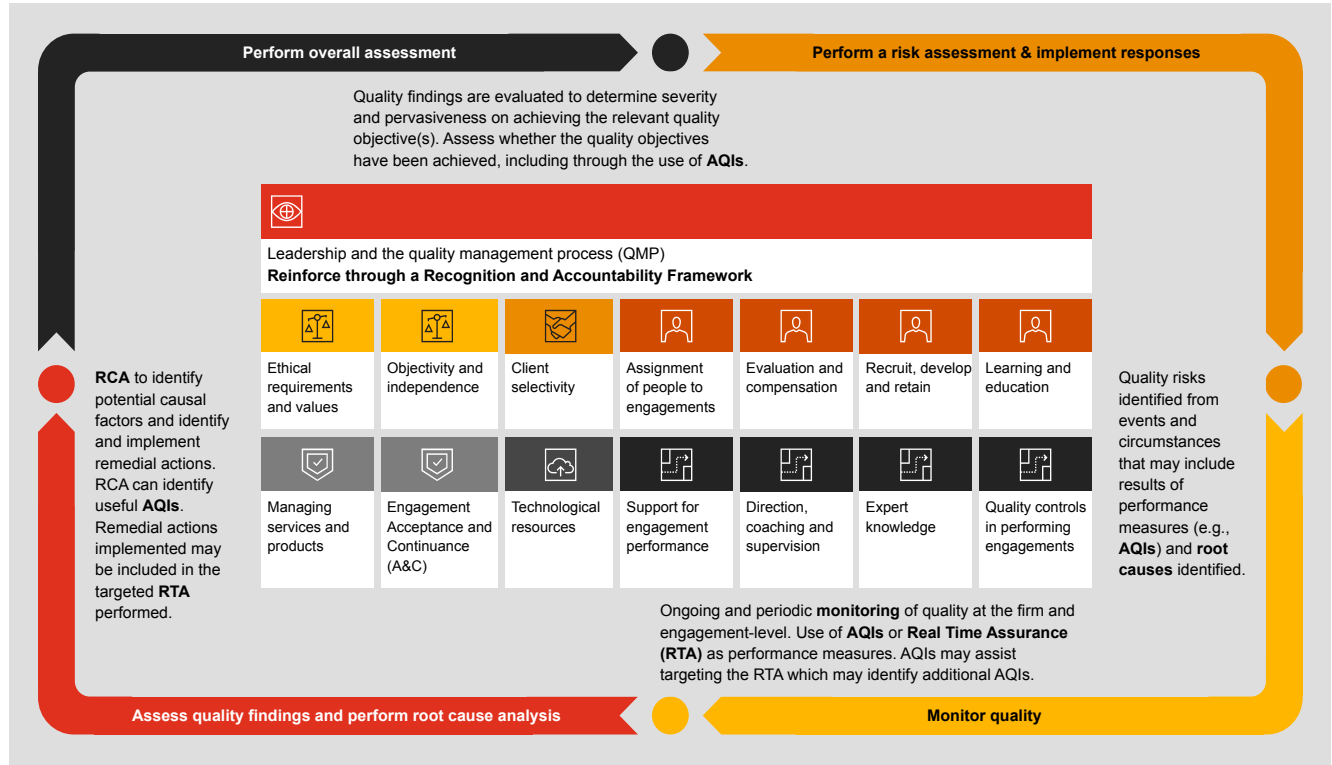 Perform overall assessment
Perform a risk assessment & implement responses
Quality findings are evaluated to determine severity
and pervasiveness on achieving the relevant quality
objective(s). Assess whether the quality objectives
have been achieved, including through the use of AQIs.
Leadership and the quality management process (QMP)
Reinforce through a Recognition and Accountability Framework
Ethical
requirements
and values
Objectivity and
independence
Client
selectivity
Assignment
of people to
engagements
Evaluation and
compensation
Recruit, develop
and retain
Learning and
education
Managing
services and
products
Engagement
Acceptance and
Continuance
(A&C)
Technological
resources
Support for
engagement
performance
Direction,
coaching and
supervision
Expert
knowledge
Quality controls
in performing
engagements
RCA to identify
potential causal
factors and identify
and implement
remedial actions.
RCA can identify
useful AQIs.
Remedial actions
implemented may
be included in the
targeted RTA
performed.
Quality risks
identified from
events and
circumstances
that may include
results of
performance
measures (e.g.,
AQIs) and root
causes identified.
Ongoing and periodic monitoring of quality at the firm and
engagement-level. Use of AQIs or Real Time Assurance
(RTA) as performance measures. AQIs may assist
targeting the RTA which may identify additional AQIs.
Assess quality findings and perform root cause analysis
Monitor quality